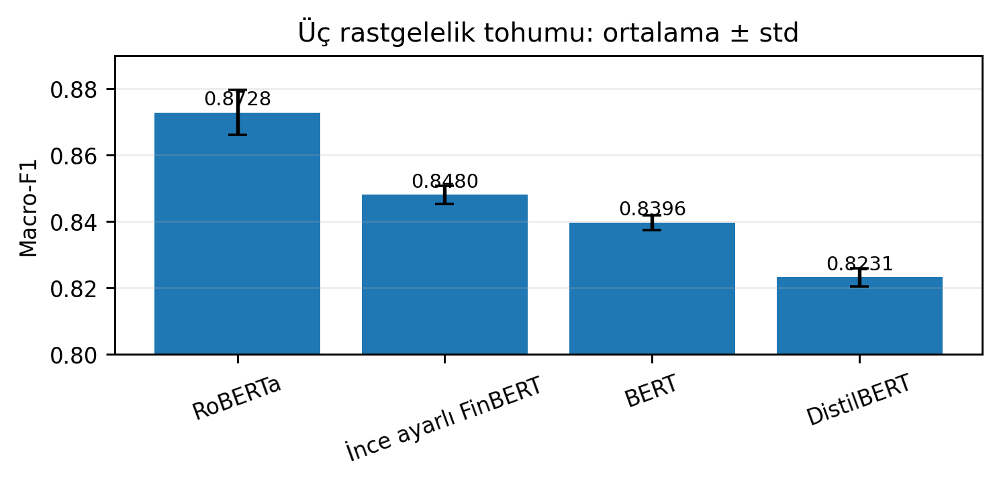 Üç rastgelelik tohumu: ortalama ± std
Macro-F1
0.88
0.86
0.84
0.82
0.80
0.8728
0.8480
0.8396
0.8231
RoBERTa
İnce ayarlı FinBERT
BERT
DistilBERT